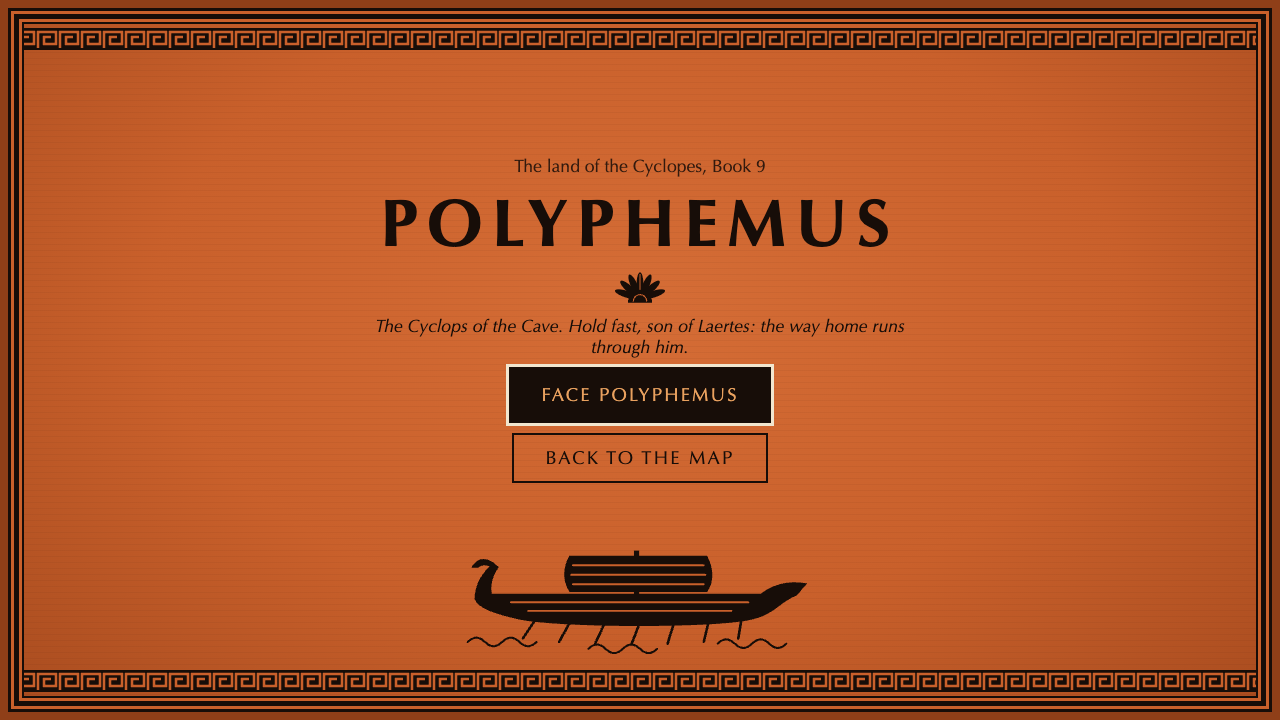 The land of the Cyclopes, Book 9
POLYPHEMUS
The Cyclops of the Cave. Hold fast, son of Laertes: the way home runs
through him.
FACE POLYPHEMUS
BACK TO THE MAP